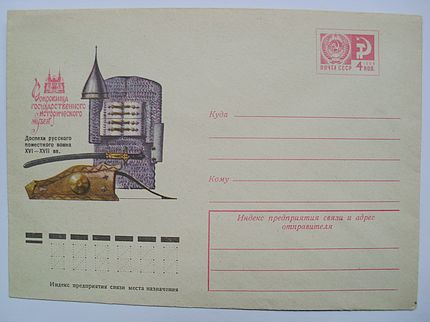 Сокровища
государственного
исторического
музея
Доспехи русского
поместного воина
XVI – XVII вв.
ПОЧТА СССР
4
КОП.
Куда
Кому
Индекс предприятия связи и адрес
отправителя
Индекс предприятия связи места назначения